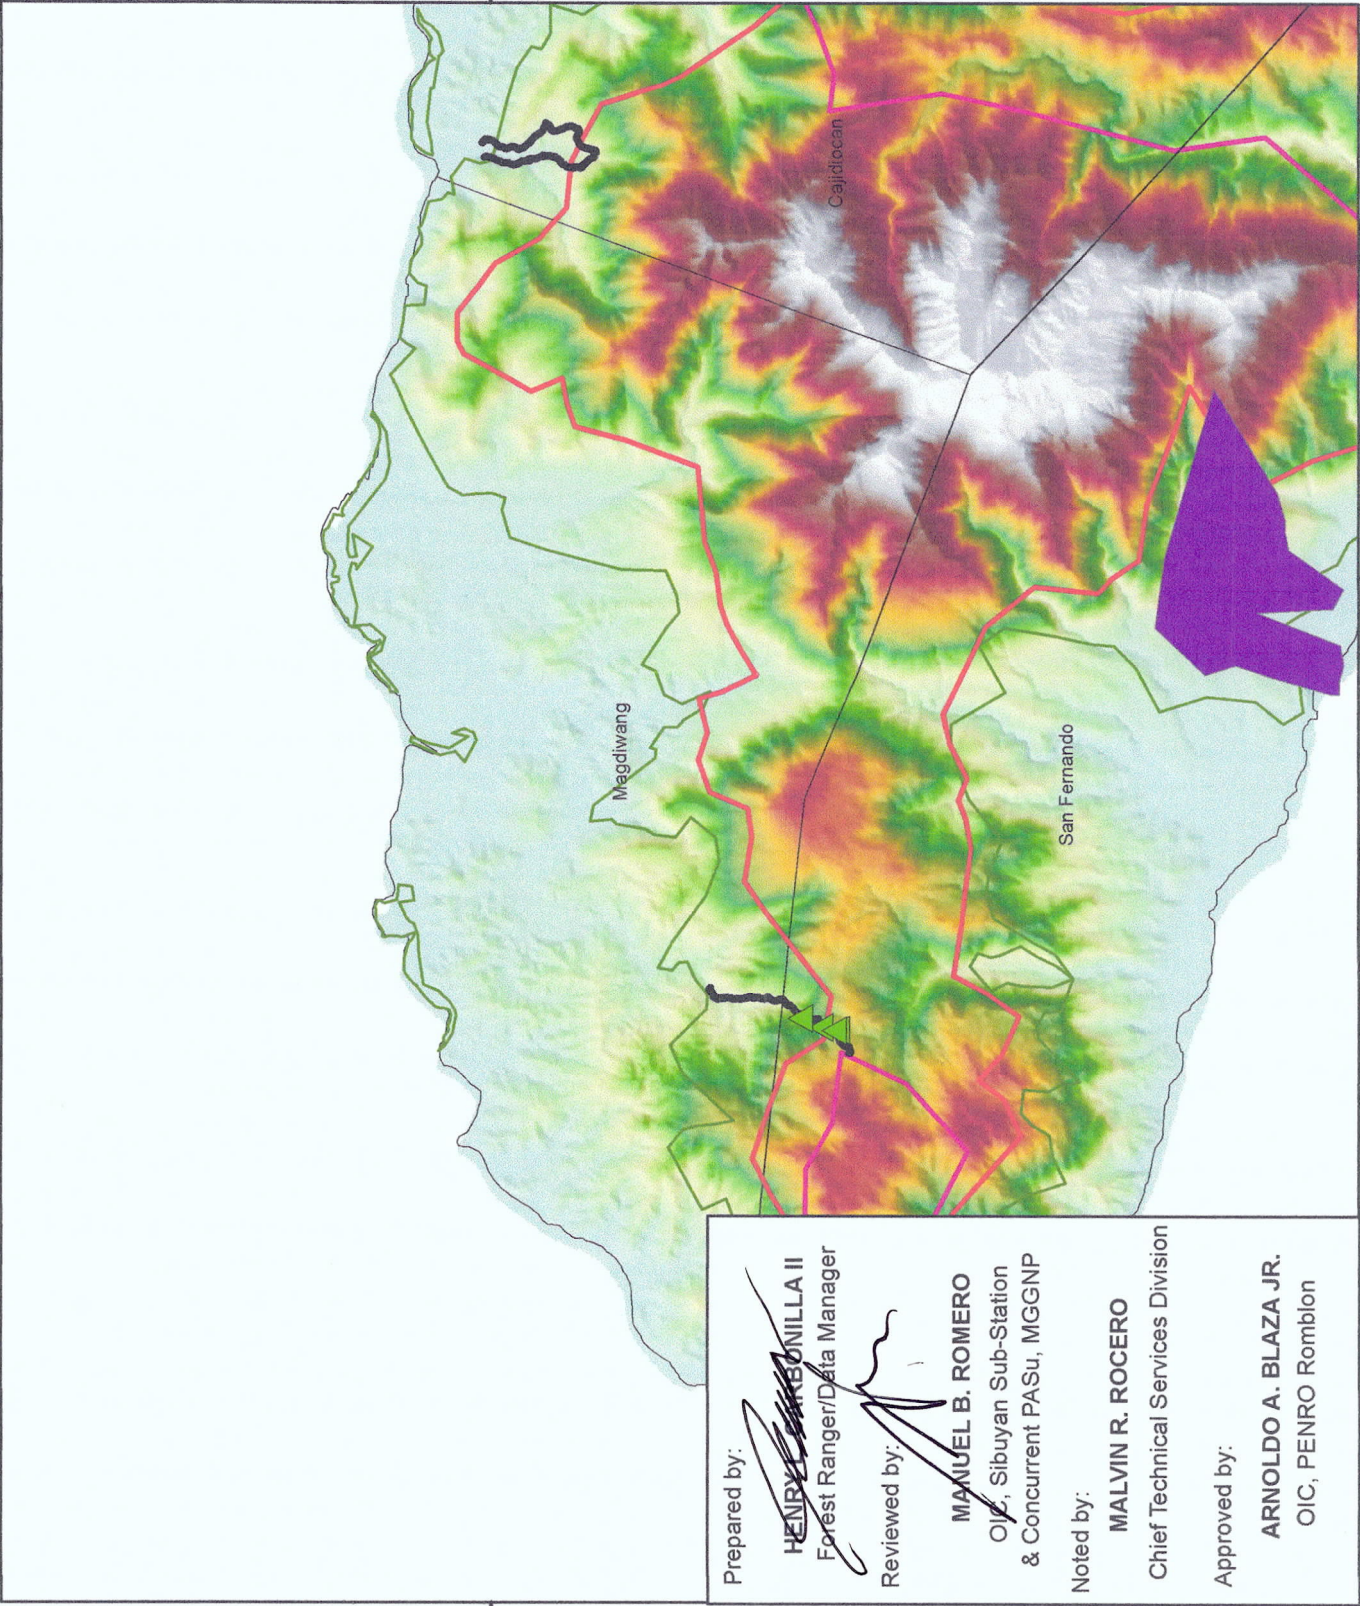 Cajidiocan
Magdiwang
San Fernando
Prepared by:
HENRY ARBONILLA II
Forest Ranger/Data Manager
Reviewed by:
MANUEL B. ROMERO
OIC, Sibuyan Sub-Station
& Concurrent PASu, MGGNP
Noted by:
MALVIN R. ROCERO
Chief Technical Services Division
Approved by:
ARNOLDO A. BLAZA JR.
OIC, PENRO Romblon